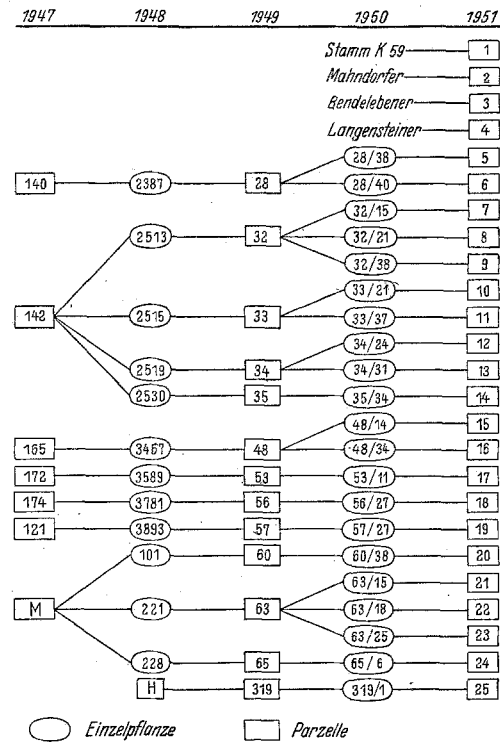 1947 1948 1949 1950 1951
Stamm K 59 1
Mahndorfer 2
Bendelebener 3
Langensteiner 4
28/38 5
140 2387 28 28/40 6
32/15 7
2513 32 32/21 8
32/38 9
33/21 10
142 2515 33 33/37 11
34/24 12
2519 34 34/31 13
2530 35 35/34 14
48/14 15
165 3457 48 48/34 16
172 3589 53 53/11 17
174 3781 56 56/27 18
121 3893 57 57/27 19
101 60 60/38 20
63/15 21
M 221 63 63/18 22
63/25 23
228 65 65/6 24
H 319 319/1 25
Einzelpflanze Parzelle